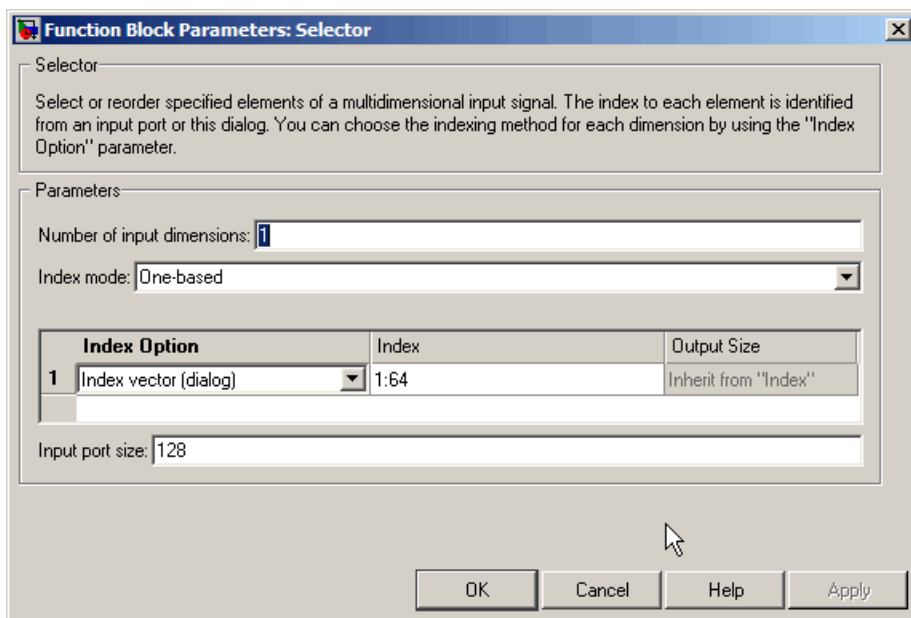 Function Block Parameters: Selector
Selector
Select or reorder specified elements of a multidimensional input signal. The index to each element is identified
from an input port or this dialog. You can choose the indexing method for each dimension by using the "Index
Option" parameter.
Parameters
Number of input dimensions: 1
Index mode: One-based
Index Option Index Output Size
1 Index vector (dialog) 1:64 Inherit from "Index"
Input port size: 128
OK Cancel Help Apply